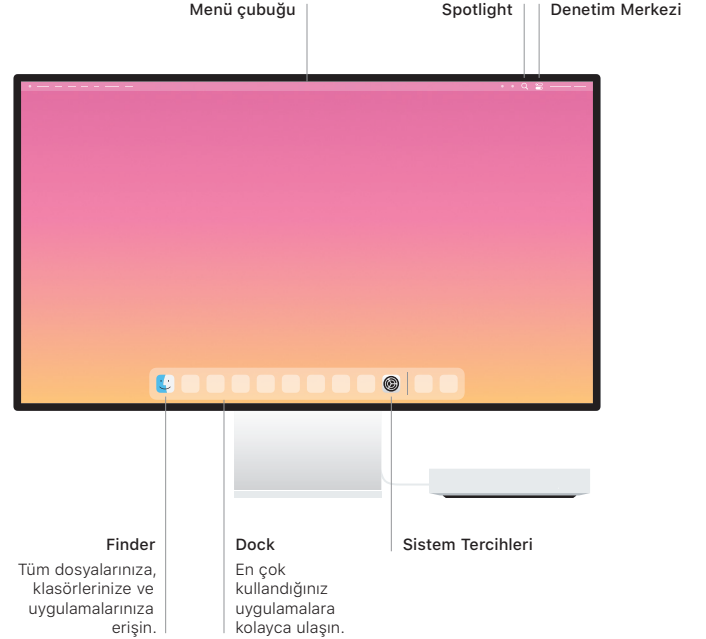 Menü çubuğu
Spotlight
Denetim Merkezi
Finder
Tüm dosyalarınıza,
klasörlerinize ve
uygulamalarınıza
erişin.
Dock
En çok
kullandığınız
uygulamalara
kolayca ulaşın.
Sistem Tercihleri